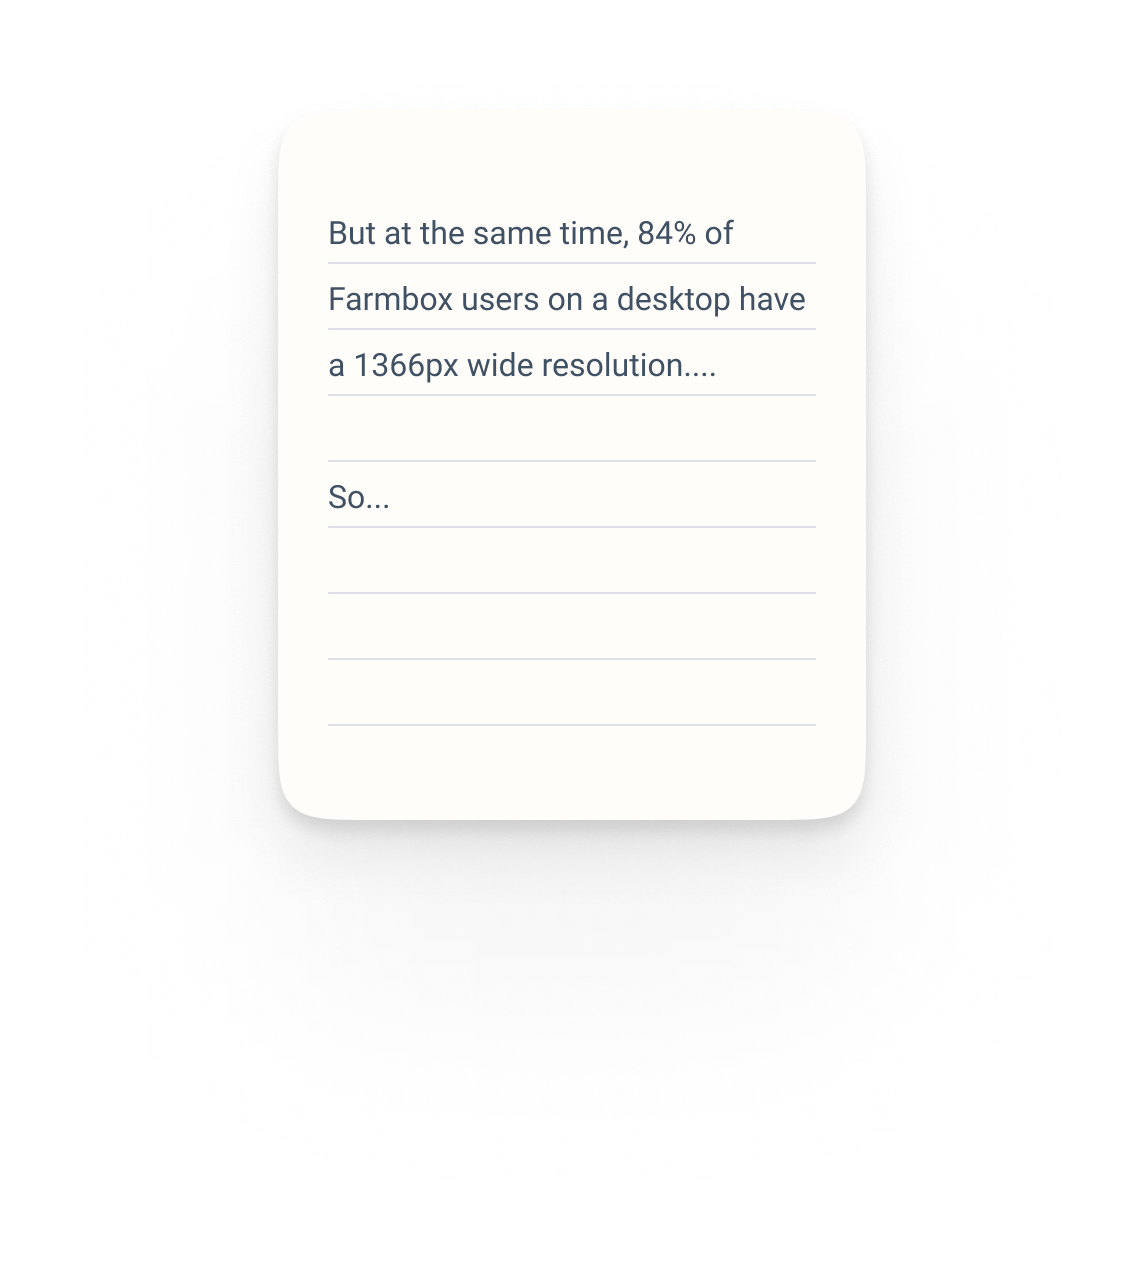 But at the same time, 84% of
Farmbox users on a desktop have
a 1366px wide resolution....
So...